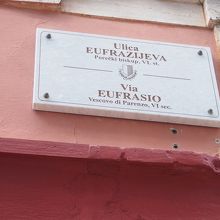 Ulica
EUFRAZIJEVA
Porečki biskup, VI. st.
Via
EUFRASIO
Vescovo di Parenzo, VI sec.